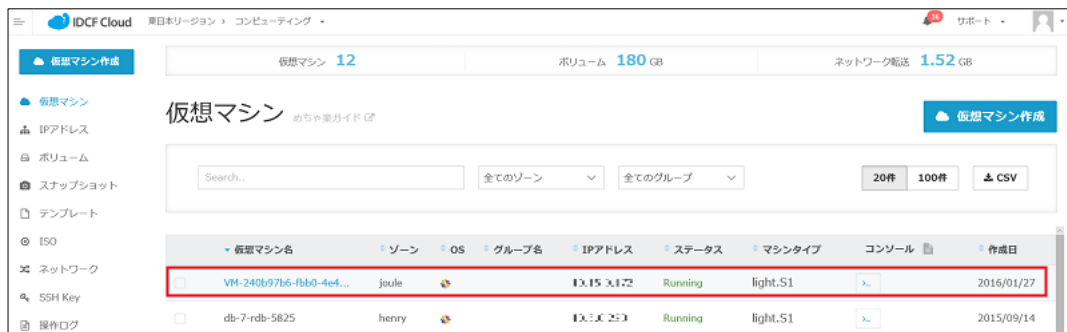 IDCF Cloud 東日本リージョン › コンピューティング 36 サポート
仮想マシン作成
仮想マシン 12 ボリューム 180 GB ネットワーク転送 1.52 GB
仮想マシン
IPアドレス
ボリューム
スナップショット
テンプレート
ISO
ネットワーク
SSH Key
操作ログ
仮想マシン めちゃ楽ガイド
仮想マシン作成
Search.. 全てのゾーン 全てのグループ 20件 100件 CSV
仮想マシン名 ゾーン OS グループ名 IPアドレス ステータス マシンタイプ コンソール 作成日
VM-240b97b6-fbb0-4e4... joule Running light.S1 >_ 2016/01/27
db-7-rdb-5825 henry Running light.S1 >_ 2015/09/14